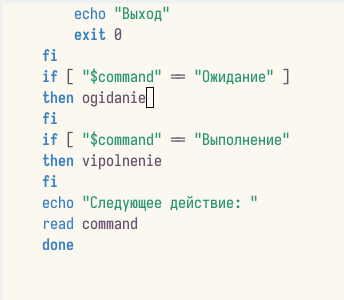 echo "Выход"
exit 0
fi
if [ "$command" == "Ожидание" ]
then ogidanie
fi
if [ "$command" == "Выполнение"
then vipolnenie
fi
echo "Следующее действие: "
read command
done